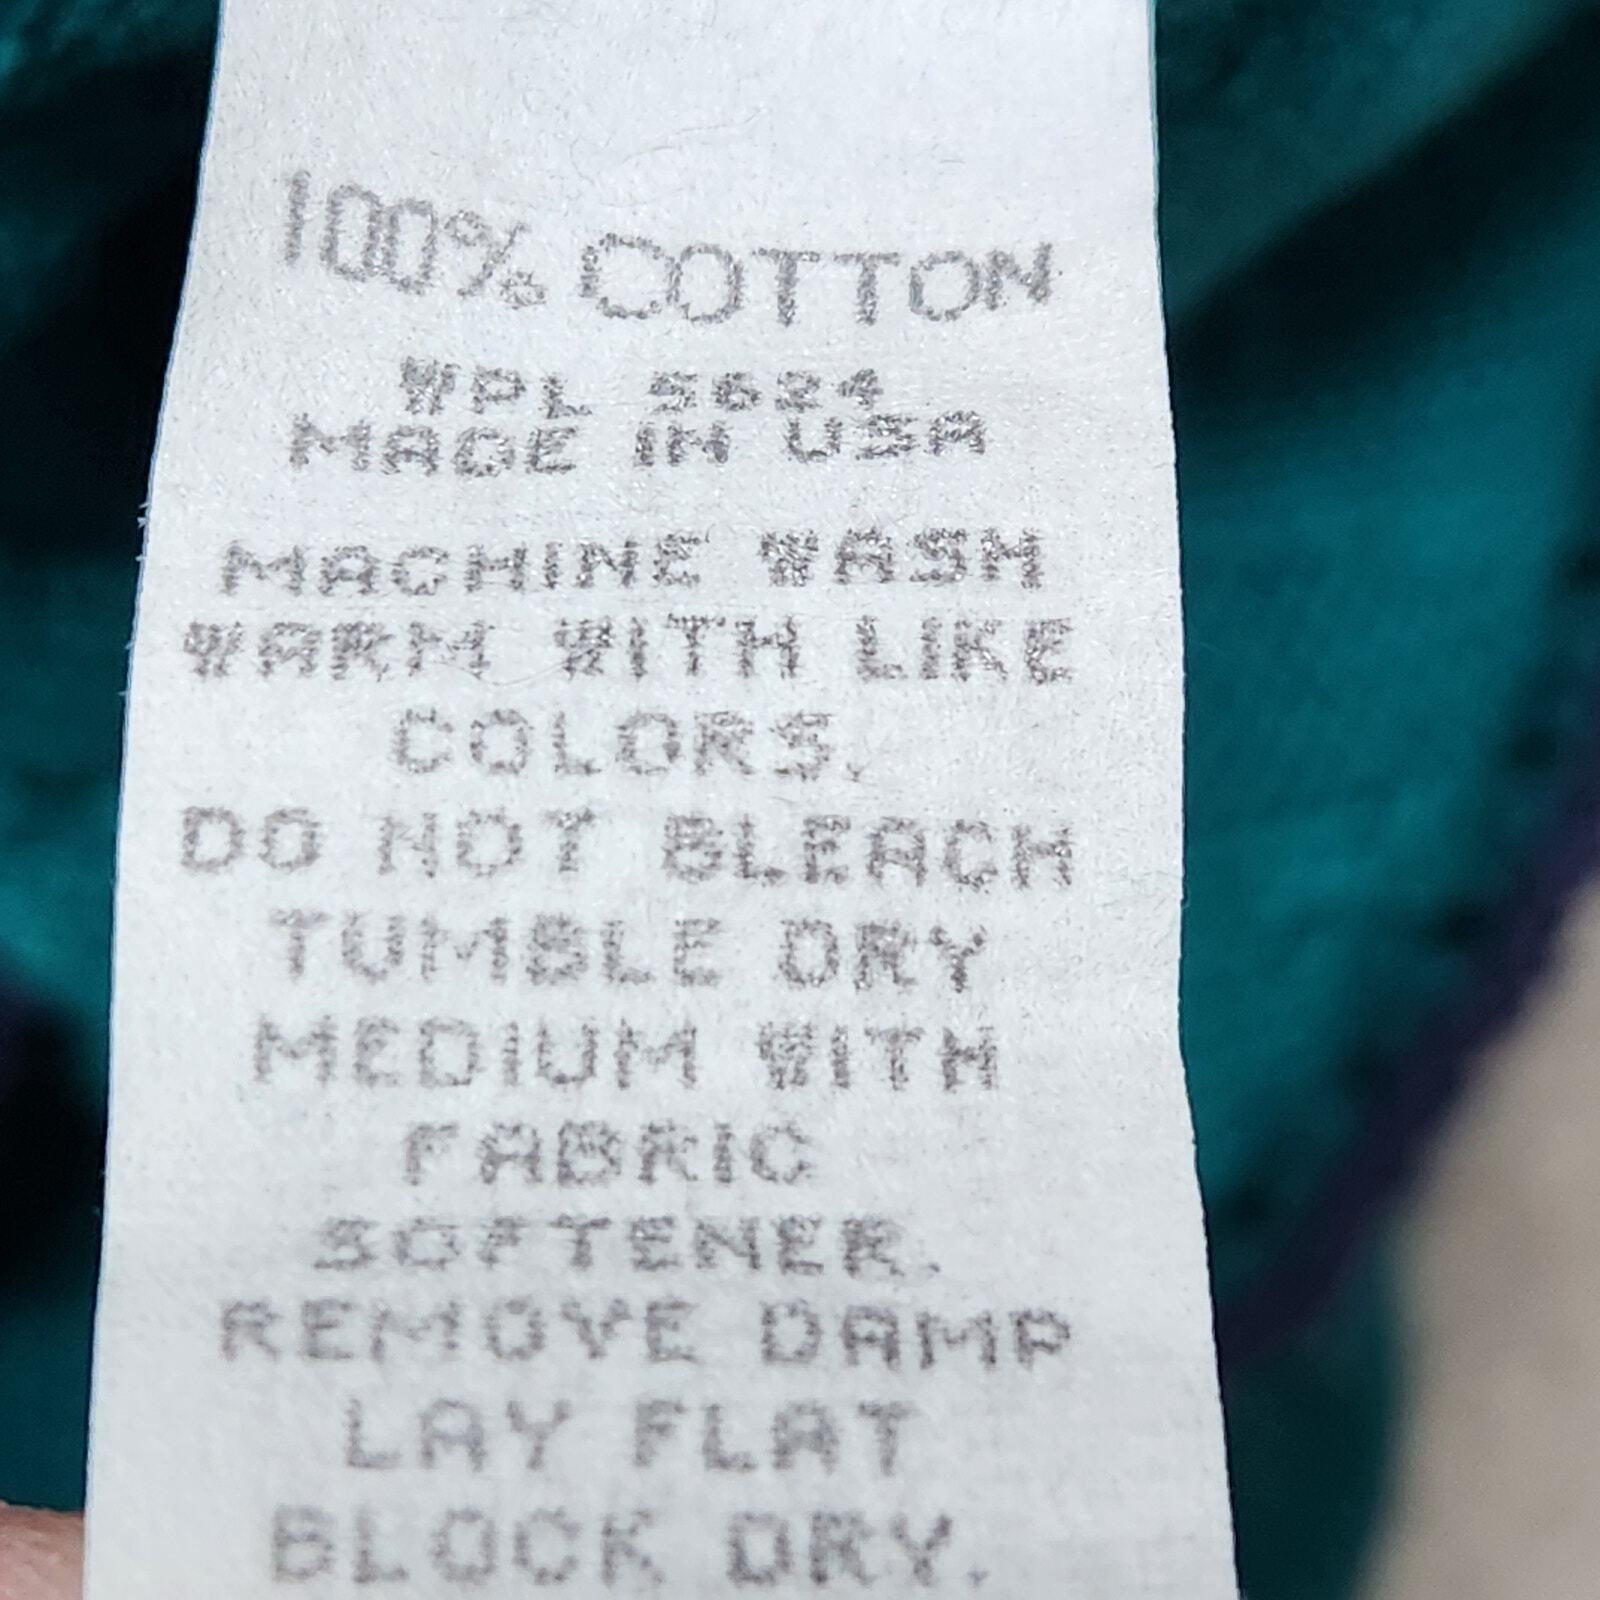 100% COTTON
WPL 5624
MADE IN USA
MACHINE WASH
WARM WITH LIKE
COLORS.
DO NOT BLEACH
TUMBLE DRY
MEDIUM WITH
FABRIC
SOFTENER.
REMOVE DAMP
LAY FLAT
BLOCK DRY.